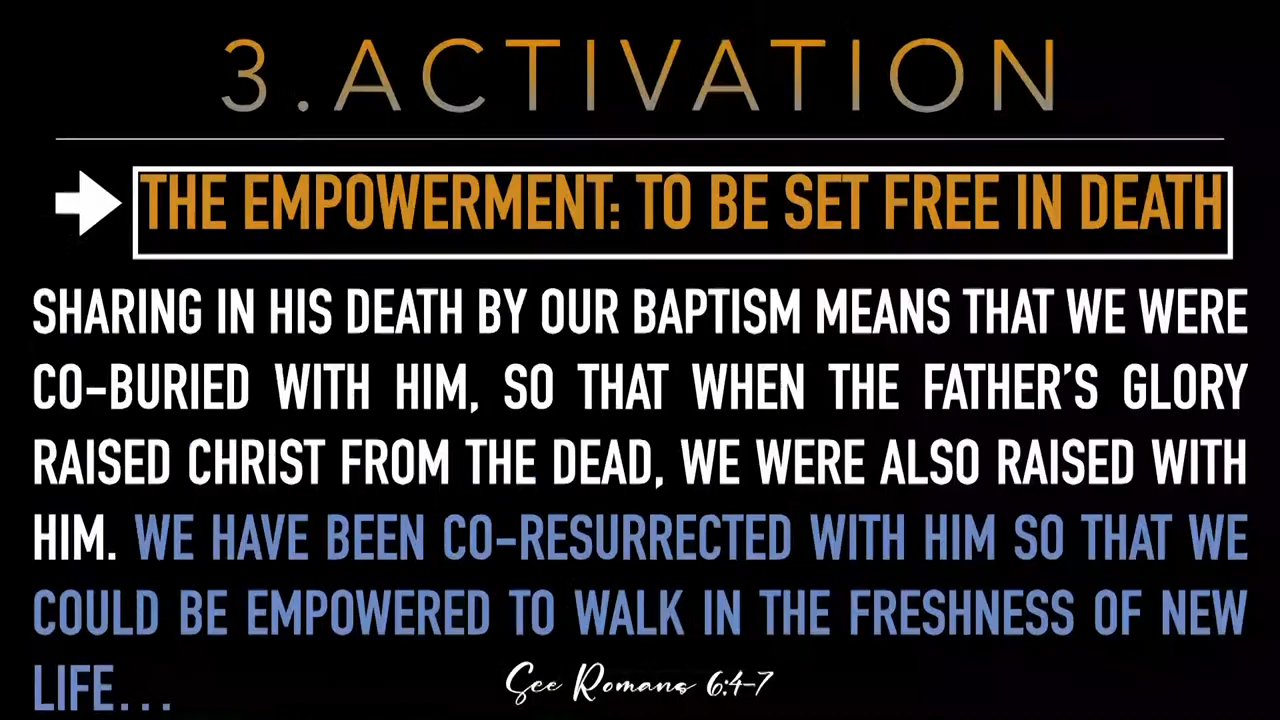 3.ACTIVATION
THE EMPOWERMENT: TO BE SET FREE IN DEATH
SHARING IN HIS DEATH BY OUR BAPTISM MEANS THAT WE WERE
CO-BURIED WITH HIM, SO THAT WHEN THE FATHER'S GLORY
RAISED CHRIST FROM THE DEAD, WE WERE ALSO RAISED WITH
HIM. WE HAVE BEEN CO-RESURRECTED WITH HIM SO THAT WE
COULD BE EMPOWERED TO WALK IN THE FRESHNESS OF NEW
LIFE...
See Romans 6:4-7